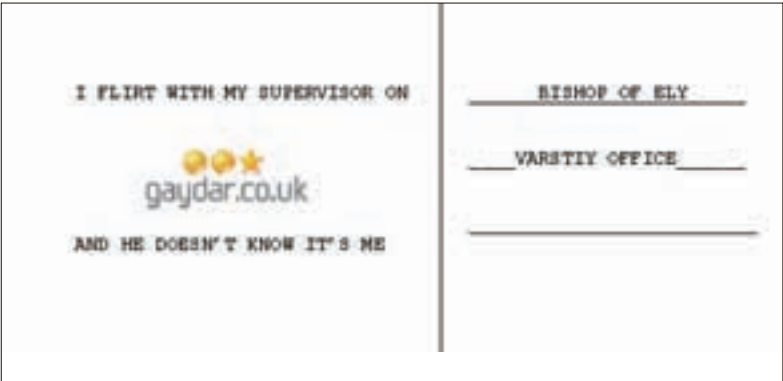 I FLIRT WITH MY SUPERVISOR ON
gaydar.co.uk
AND HE DOESN'T KNOW IT'S ME
BISHOP OF ELY
VARSTIY OFFICE